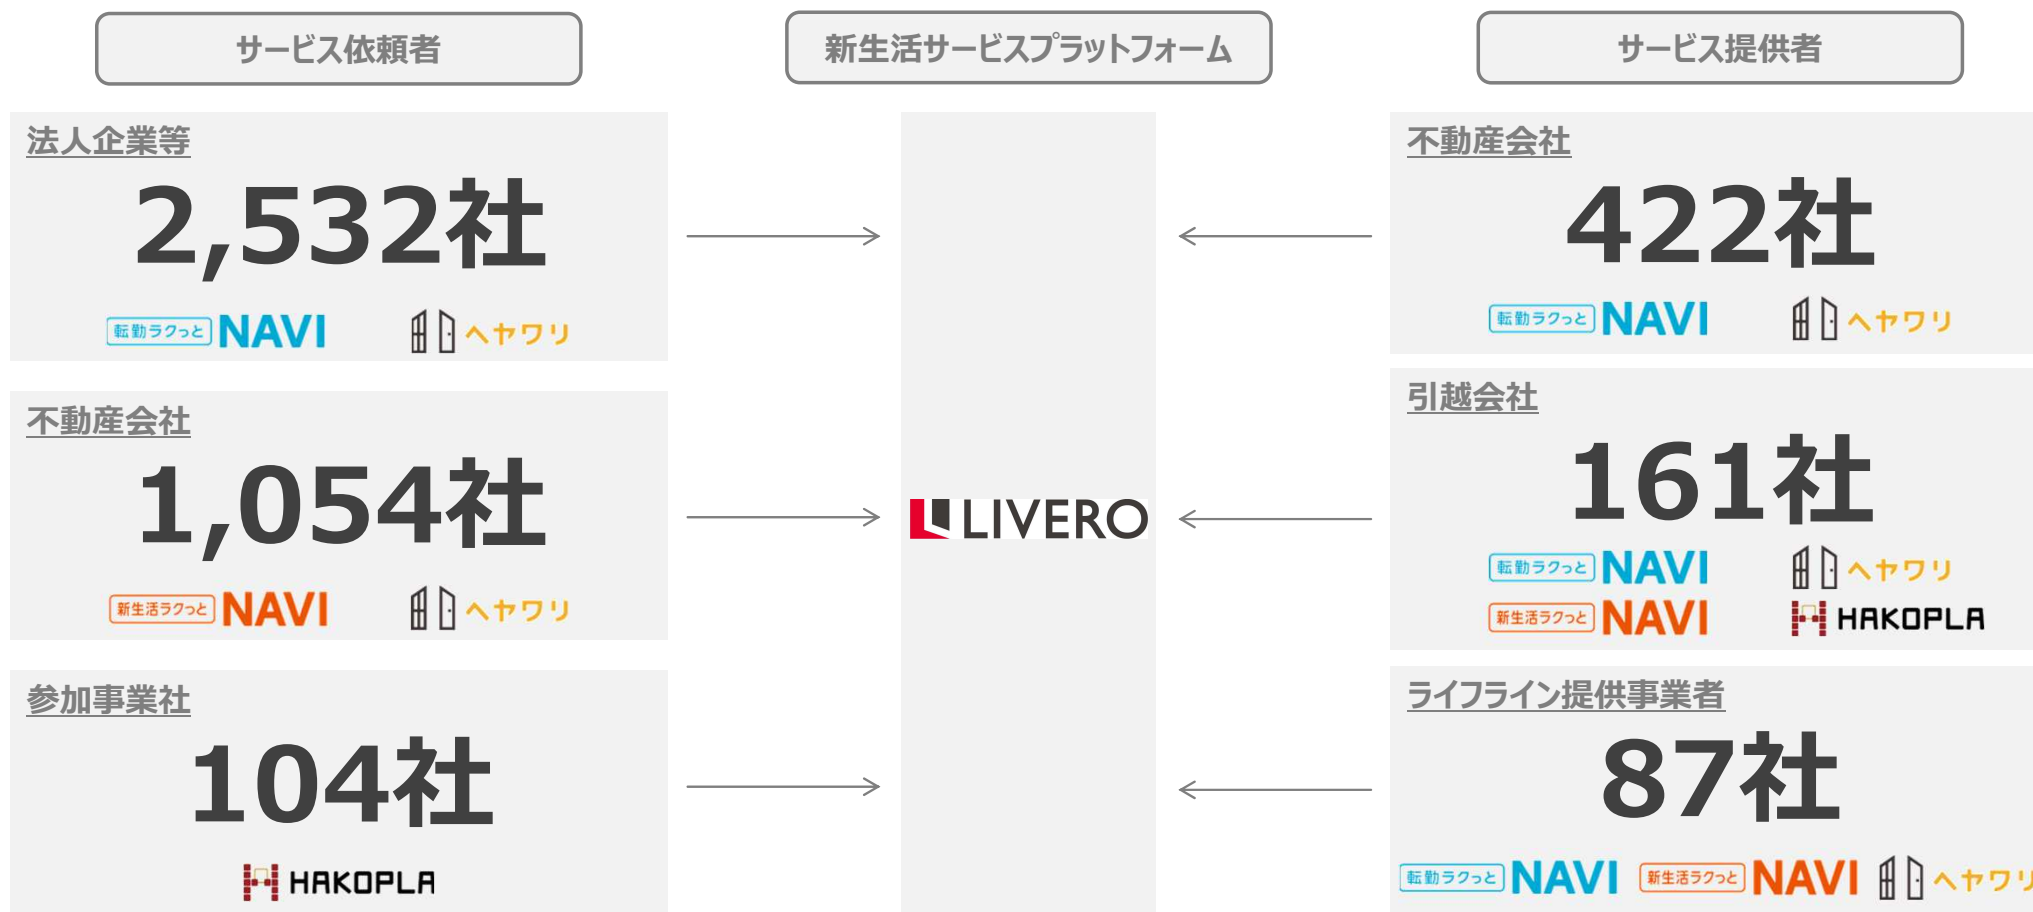 サービス依頼者
新生活サービスプラットフォーム
サービス提供者
法人企業等
2,532社
転勤ラクっと NAVI
ヘヤワリ
不動産会社
1,054社
新生活ラクっと NAVI
ヘヤワリ
参加事業社
104社
HAKOPLA
LIVERO
不動産会社
422社
転勤ラクっと NAVI
ヘヤワリ
引越会社
161社
転勤ラクっと NAVI
ヘヤワリ
新生活ラクっと NAVI
HAKOPLA
ライフライン提供事業者
87社
転勤ラクっと NAVI
新生活ラクっと NAVI
ヘヤワリ